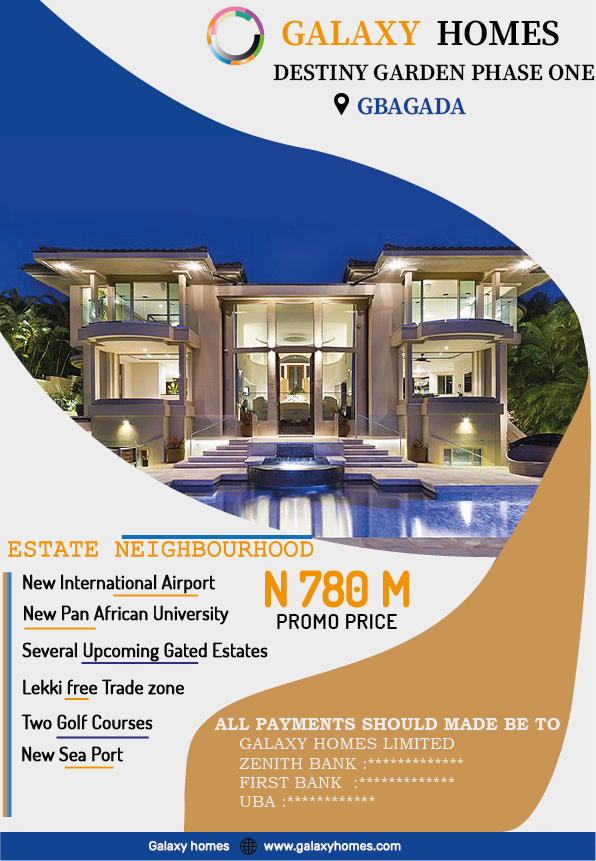 GALAXY HOMES
DESTINY GARDEN PHASE ONE
GBAGADA
ESTATE NEIGHBOURHOOD
New International Airport
New Pan African University
Several Upcoming Gated Estates
Lekki free Trade zone
Two Golf Courses
New Sea Port
N 780 M
PROMO PRICE
ALL PAYMENTS SHOULD MADE BE TO
GALAXY HOMES LIMITED
ZENITH BANK :*************
FIRST BANK :*************
UBA :************
Galaxy homes www.galaxyhomes.com